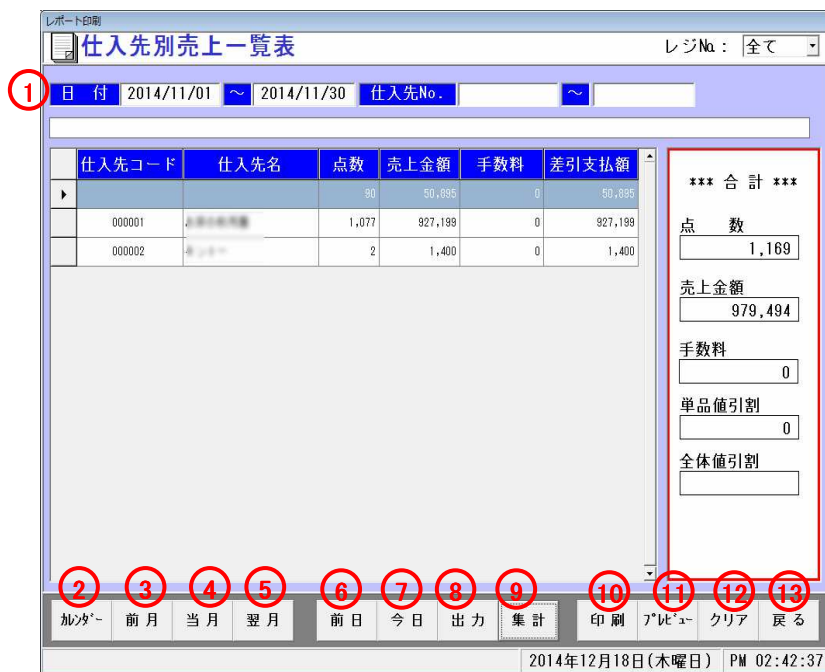 レポート印刷
仕入先別売上一覧表 レジNo: 全て
① 日 付 2014/11/01 ～ 2014/11/30 仕入先No. ～
仕入先コード 仕入先名 点数 売上金額 手数料 差引支払額
90 50,895 0 50,895
000001 1,077 927,199 0 927,199
000002 2 1,400 0 1,400
*** 合 計 ***
点 数
1,169
売上金額
979,494
手数料
0
単品値引割
0
全体値引割
② ③ ④ ⑤ ⑥ ⑦ ⑧ ⑨ ⑩ ⑪ ⑫ ⑬
ｶﾚﾝﾀﾞｰ 前 月 当 月 翌 月 前 日 今 日 出 力 集 計 印 刷 ﾌﾟﾚﾋﾞｭｰ クリア 戻 る
2014年12月18日(木曜日) PM 02:42:37